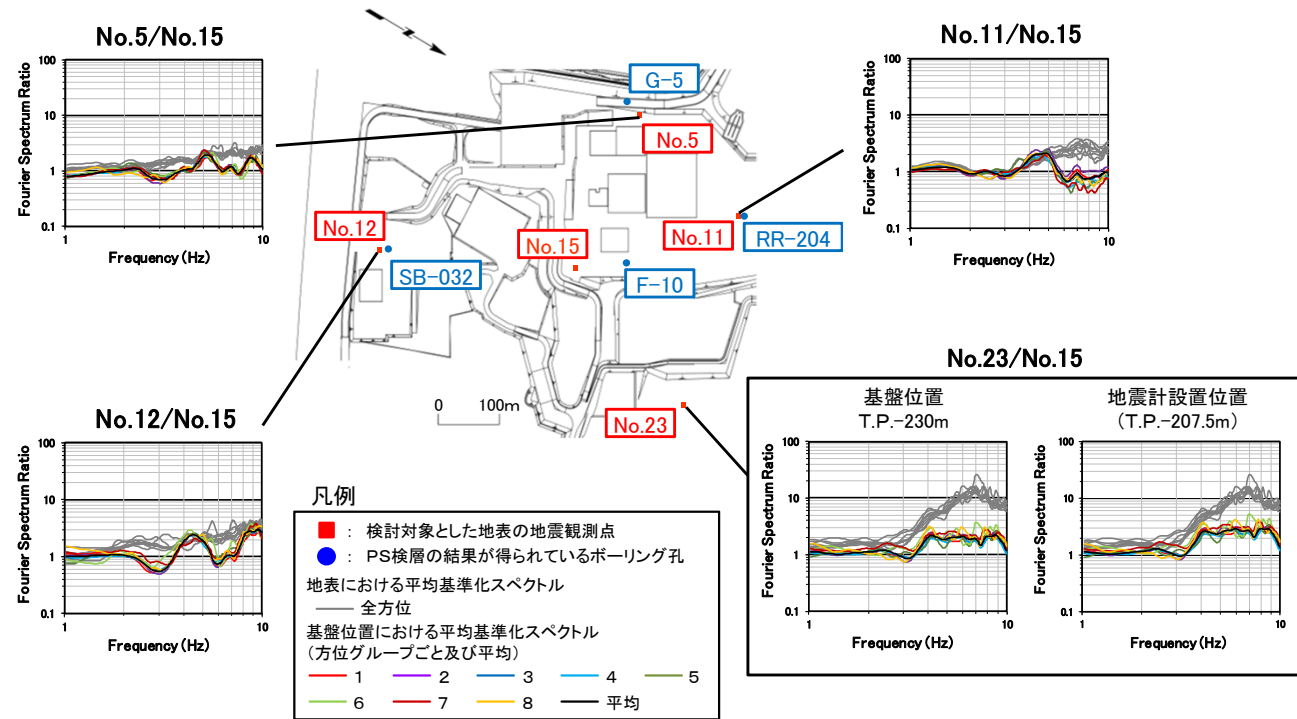 No.5/No.15
100
10
1
0.1
1
10
Fourier Spectrum Ratio
Frequency (Hz)
No.11/No.15
100
10
1
0.1
1
10
Fourier Spectrum Ratio
Frequency (Hz)
G-5
No.5
No.12
SB-032
No.15
F-10
No.11
RR-204
No.23
0 100m
No.12/No.15
100
10
1
0.1
1
10
Fourier Spectrum Ratio
Frequency (Hz)
凡例
■ : 検討対象とした地表の地震観測点
● : PS検層の結果が得られているボーリング孔
地表における平均基準化スペクトル
全方位
基盤位置における平均基準化スペクトル
(方位グループごと及び平均)
1 2 3 4 5
6 7 8 平均
No.23/No.15
基盤位置
T.P.-230m
100
10
1
0.1
1
10
Fourier Spectrum Ratio
Frequency (Hz)
地震計設置位置
(T.P.-207.5m)
100
10
1
0.1
1
10
Fourier Spectrum Ratio
Frequency (Hz)